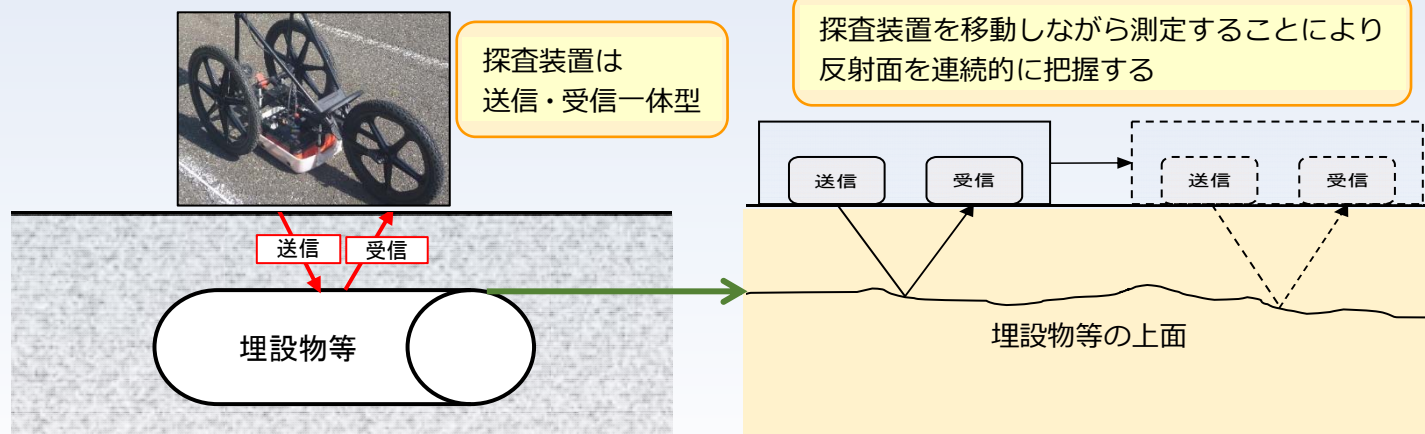 探査装置は
送信・受信一体型
探査装置を移動しながら測定することにより
反射面を連続的に把握する
送信
受信
埋設物等
送信
受信
送信
受信
埋設物等の上面